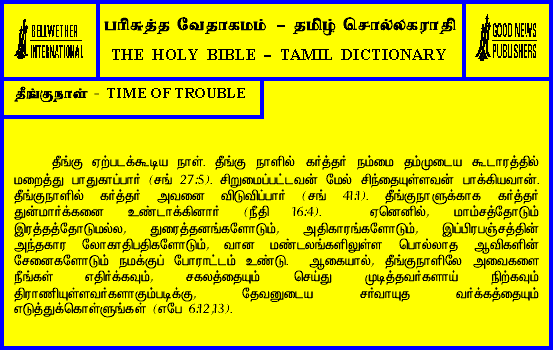 BELLWETHER
INTERNATIONAL
பரிசுத்த வேதாகமம் – தமிழ் சொல்லகராதி
THE HOLY BIBLE – TAMIL DICTIONARY
GOOD NEWS
PUBLISHERS
தீங்குநாள் - TIME OF TROUBLE
தீங்கு ஏற்படக்கூடிய நாள். தீங்கு நாளில் கர்த்தர் நம்மை தம்முடைய கூடாரத்தில்
மறைத்து பாதுகாப்பார் (சங் 27:5). சிறுமைப்பட்டவன் மேல் சிந்தையுள்ளவன் பாக்கியவான்.
தீங்குநாளில் கர்த்தர் அவனை விடுவிப்பார் (சங் 41:1). தீங்குநாளுக்காக கர்த்தர்
துன்மார்க்கனை உண்டாக்கினார் (நீதி 16:4). ஏனெனில், மாம்சத்தோடும்
இரத்தத்தோடுமல்ல, துரைத்தனங்களோடும், அதிகாரங்களோடும், இப்பிரபஞ்சத்தின்
அந்தகார லோகாதிபதிகளோடும், வான மண்டலங்களிலுள்ள பொல்லாத ஆவிகளின்
சேனைகளோடும் நமக்குப் போராட்டம் உண்டு. ஆகையால், தீங்குநாளிலே அவைகளை
நீங்கள் எதிர்க்கவும், சகலத்தையும் செய்து முடித்தவர்களாய் நிற்கவும்
திராணியுள்ளவர்களாகும்படிக்கு, தேவனுடைய சர்வாயுத வர்க்கத்தையும்
எடுத்துக்கொள்ளுங்கள் (எபே 6:12,13).